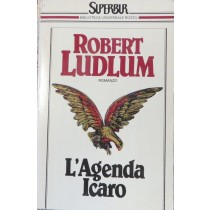 SUPERBUR
BIBLIOTECA UNIVERSALE RIZZOLI
ROBERT
LUDLUM
ROMANZO
L'Agenda
Icaro